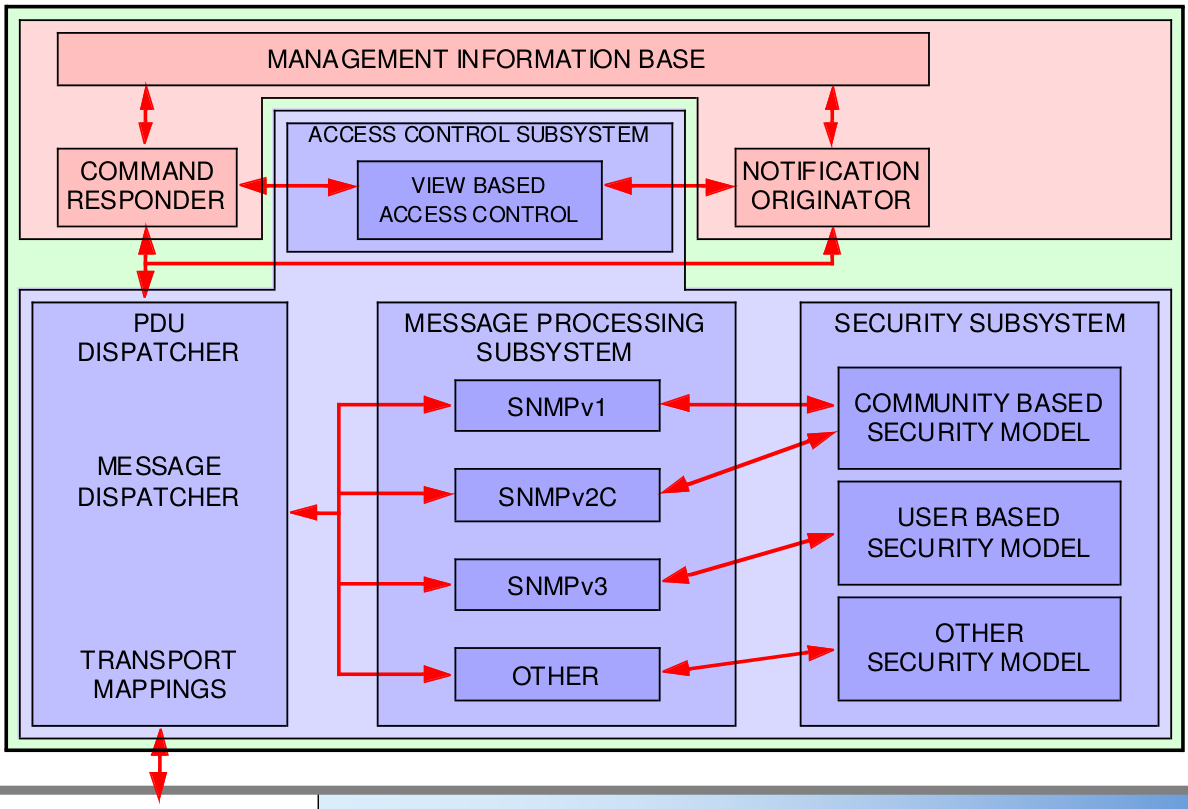 MANAGEMENT INFORMATION BASE
ACCESS CONTROL SUBSYSTEM
COMMAND
RESPONDER
VIEW BASED
ACCESS CONTROL
NOTIFICATION
ORIGINATOR
PDU
DISPATCHER
MESSAGE
DISPATCHER
TRANSPORT
MAPPINGS
MESSAGE PROCESSING
SUBSYSTEM
SNMPv1
SNMPv2C
SNMPv3
OTHER
SECURITY SUBSYSTEM
COMMUNITY BASED
SECURITY MODEL
USER BASED
SECURITY MODEL
OTHER
SECURITY MODEL